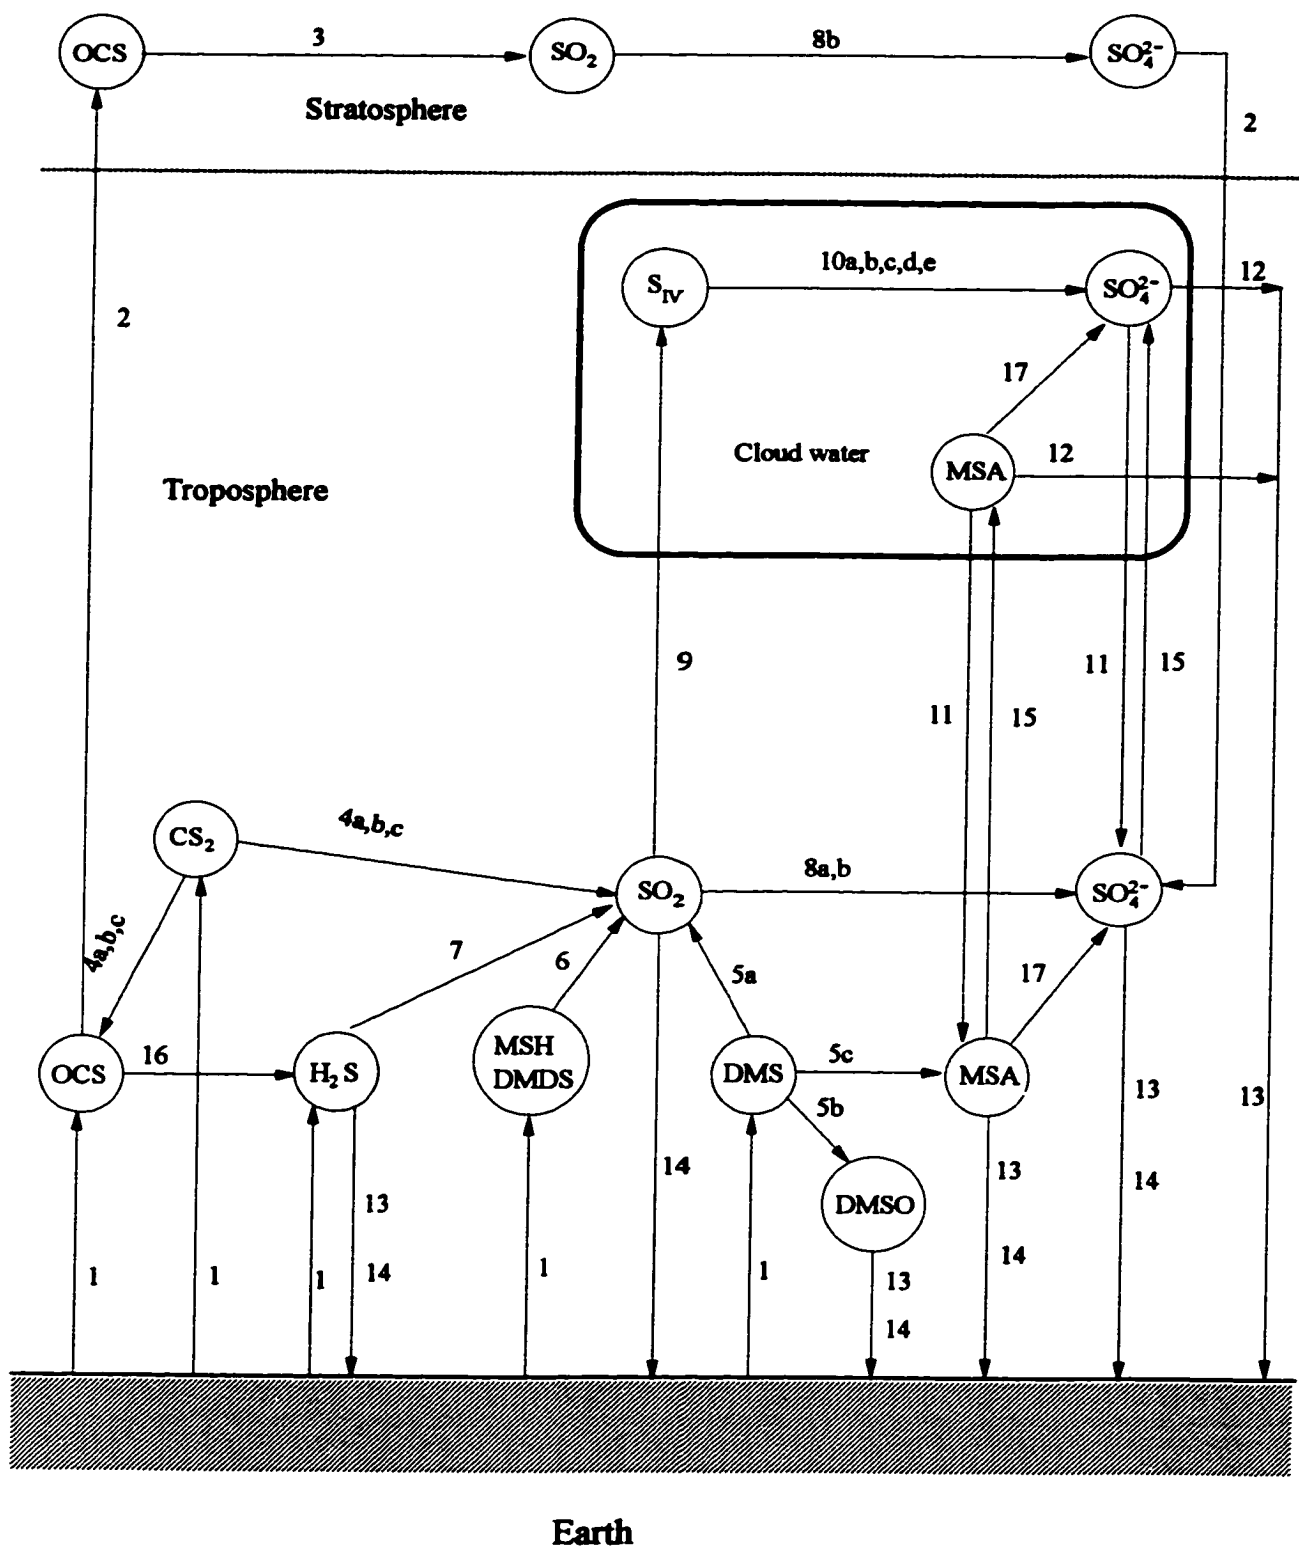 OCS
3
SO2
8b
SO4 2-
Stratosphere
2
10a,b,c,d,e
SIV
SO4 2-
12
2
17
Cloud water
MSA
12
Troposphere
9
11
15
11
15
4a,b,c
CS2
8a,b
SO2
SO4 2-
4a,b,c
7
6
5a
17
MSH
DMDS
16
OCS
H2S
DMS
5c
MSA
5b
13
13
14
13
14
13
14
DMSO
1
1
1
14
1
1
13
14
14
Earth